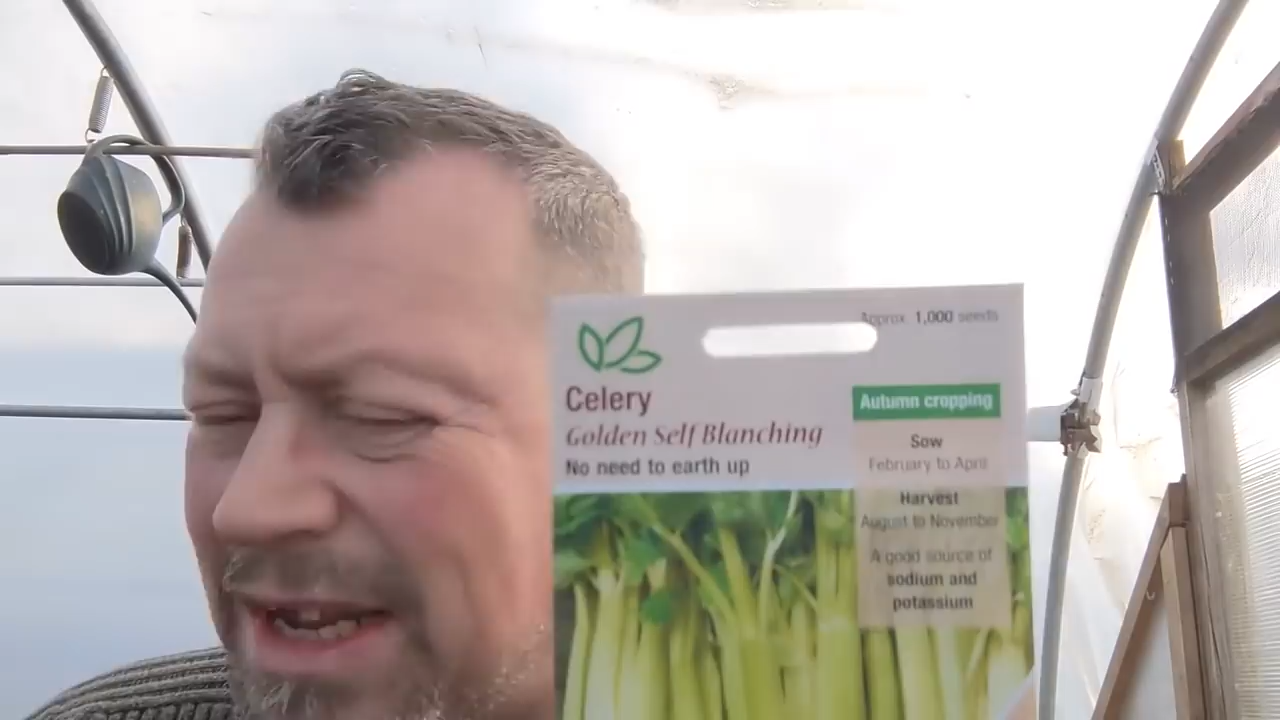 Approx. 1,000 seeds
Celery
Golden Self Blanching
No need to earth up
Autumn cropping
Sow
February to April
Harvest
August to November
A good source of
sodium and
potassium